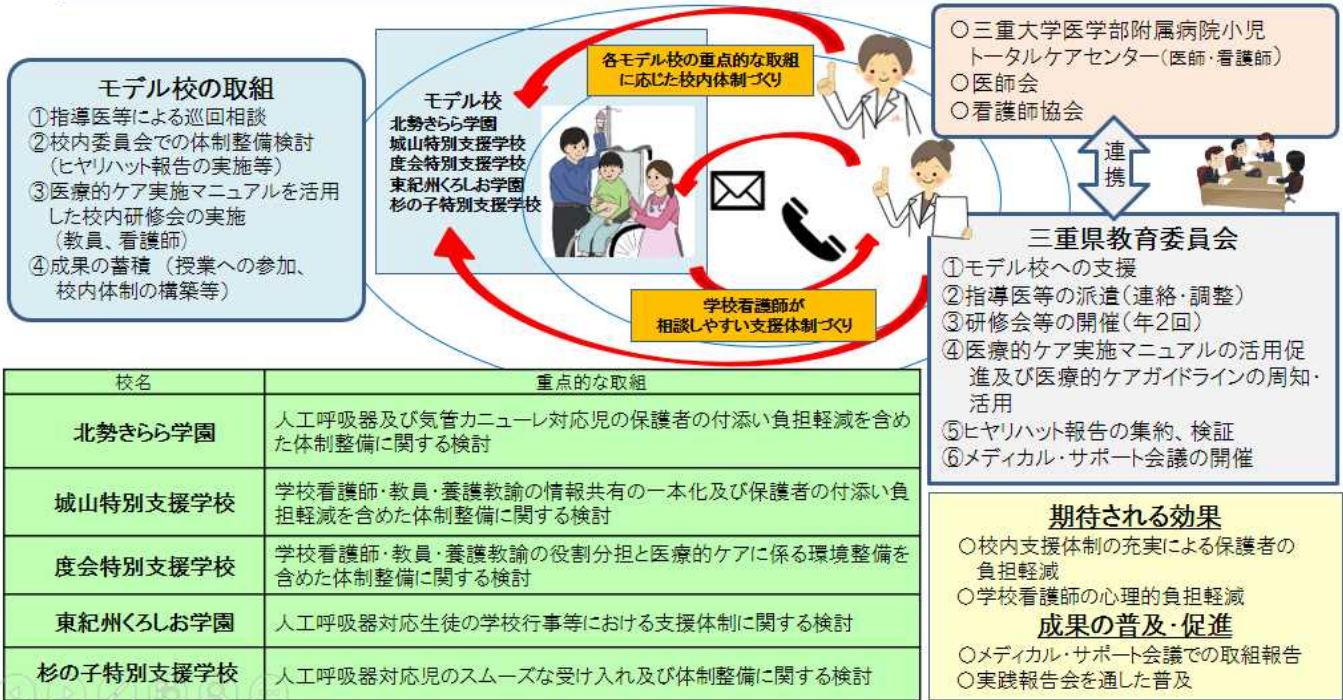 モデル校の取組
①指導医等による巡回相談
②校内委員会での体制整備検討
(ヒヤリハット報告の実施等)
③医療的ケア実施マニュアルを活用
した校内研修会の実施
(教員、看護師)
④成果の蓄積 (授業への参加、
校内体制の構築等)
モデル校
北勢きらら学園
城山特別支援学校
度会特別支援学校
東紀州くろしお学園
杉の子特別支援学校
各モデル校の重点的な取組
に応じた校内体制づくり
学校看護師が
相談しやすい支援体制づくり
○三重大学医学部附属病院小児
トータルケアセンター(医師・看護師)
○医師会
○看護師協会
連携
三重県教育委員会
①モデル校への支援
②指導医等の派遣(連絡・調整)
③研修会等の開催(年2回)
④医療的ケア実施マニュアルの活用促
進及び医療的ケアガイドラインの周知・
活用
⑤ヒヤリハット報告の集約、検証
⑥メディカル・サポート会議の開催
校名 重点的な取組
北勢きらら学園 人工呼吸器及び気管カニューレ対応児の保護者の付添い負担軽減を含め
た体制整備に関する検討
城山特別支援学校 学校看護師・教員・養護教諭の情報共有の一本化及び保護者の付添い負
担軽減を含めた体制整備に関する検討
度会特別支援学校 学校看護師・教員・養護教諭の役割分担と医療的ケアに係る環境整備を
含めた体制整備に関する検討
東紀州くろしお学園 人工呼吸器対応生徒の学校行事等における支援体制に関する検討
杉の子特別支援学校 人工呼吸器対応児のスムーズな受け入れ及び体制整備に関する検討
期待される効果
○校内支援体制の充実による保護者の
負担軽減
○学校看護師の心理的負担軽減
成果の普及・促進
○メディカル・サポート会議での取組報告
○実践報告会を通した普及